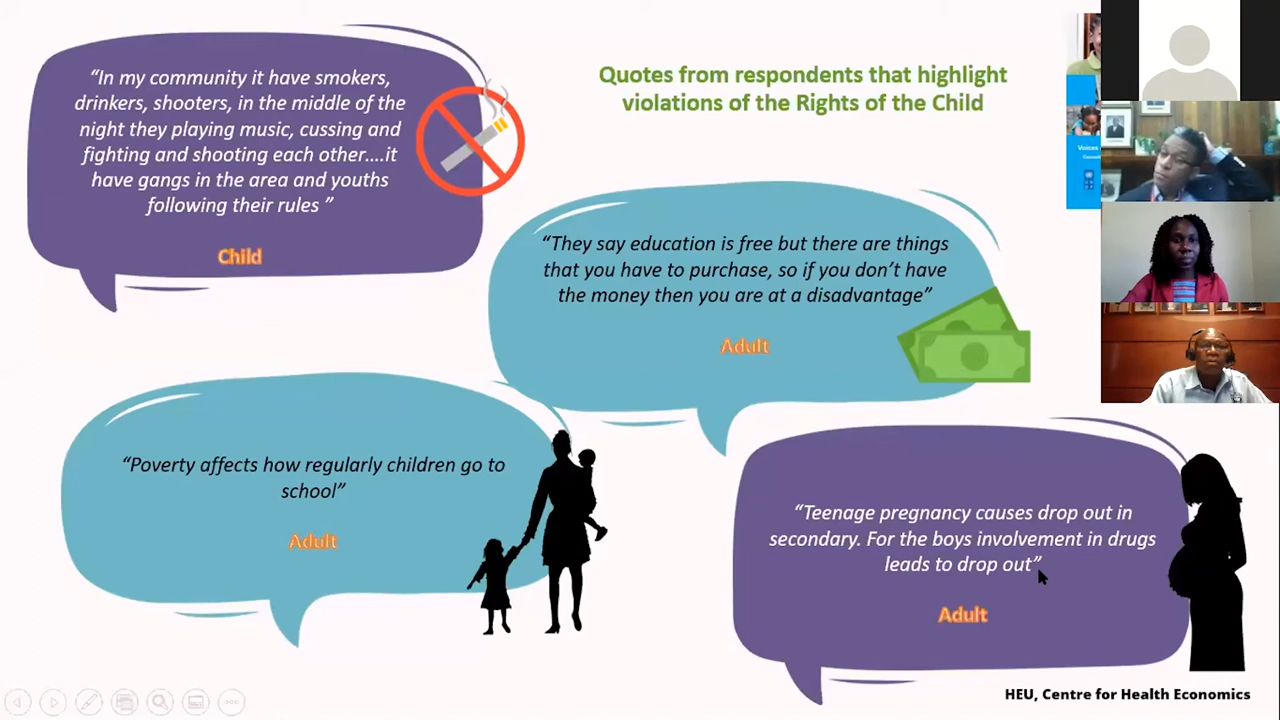 Quotes from respondents that highlight
violations of the Rights of the Child
“In my community it have smokers,
drinkers, shooters, in the middle of the
night they playing music, cussing and
fighting and shooting each other....it
have gangs in the area and youths
following their rules ”
Child
“They say education is free but there are things
that you have to purchase, so if you don’t have
the money then you are at a disadvantage”
Adult
“Poverty affects how regularly children go to
school”
Adult
“Teenage pregnancy causes drop out in
secondary. For the boys involvement in drugs
leads to drop out”
Adult
HEU, Centre for Health Economics
Voices